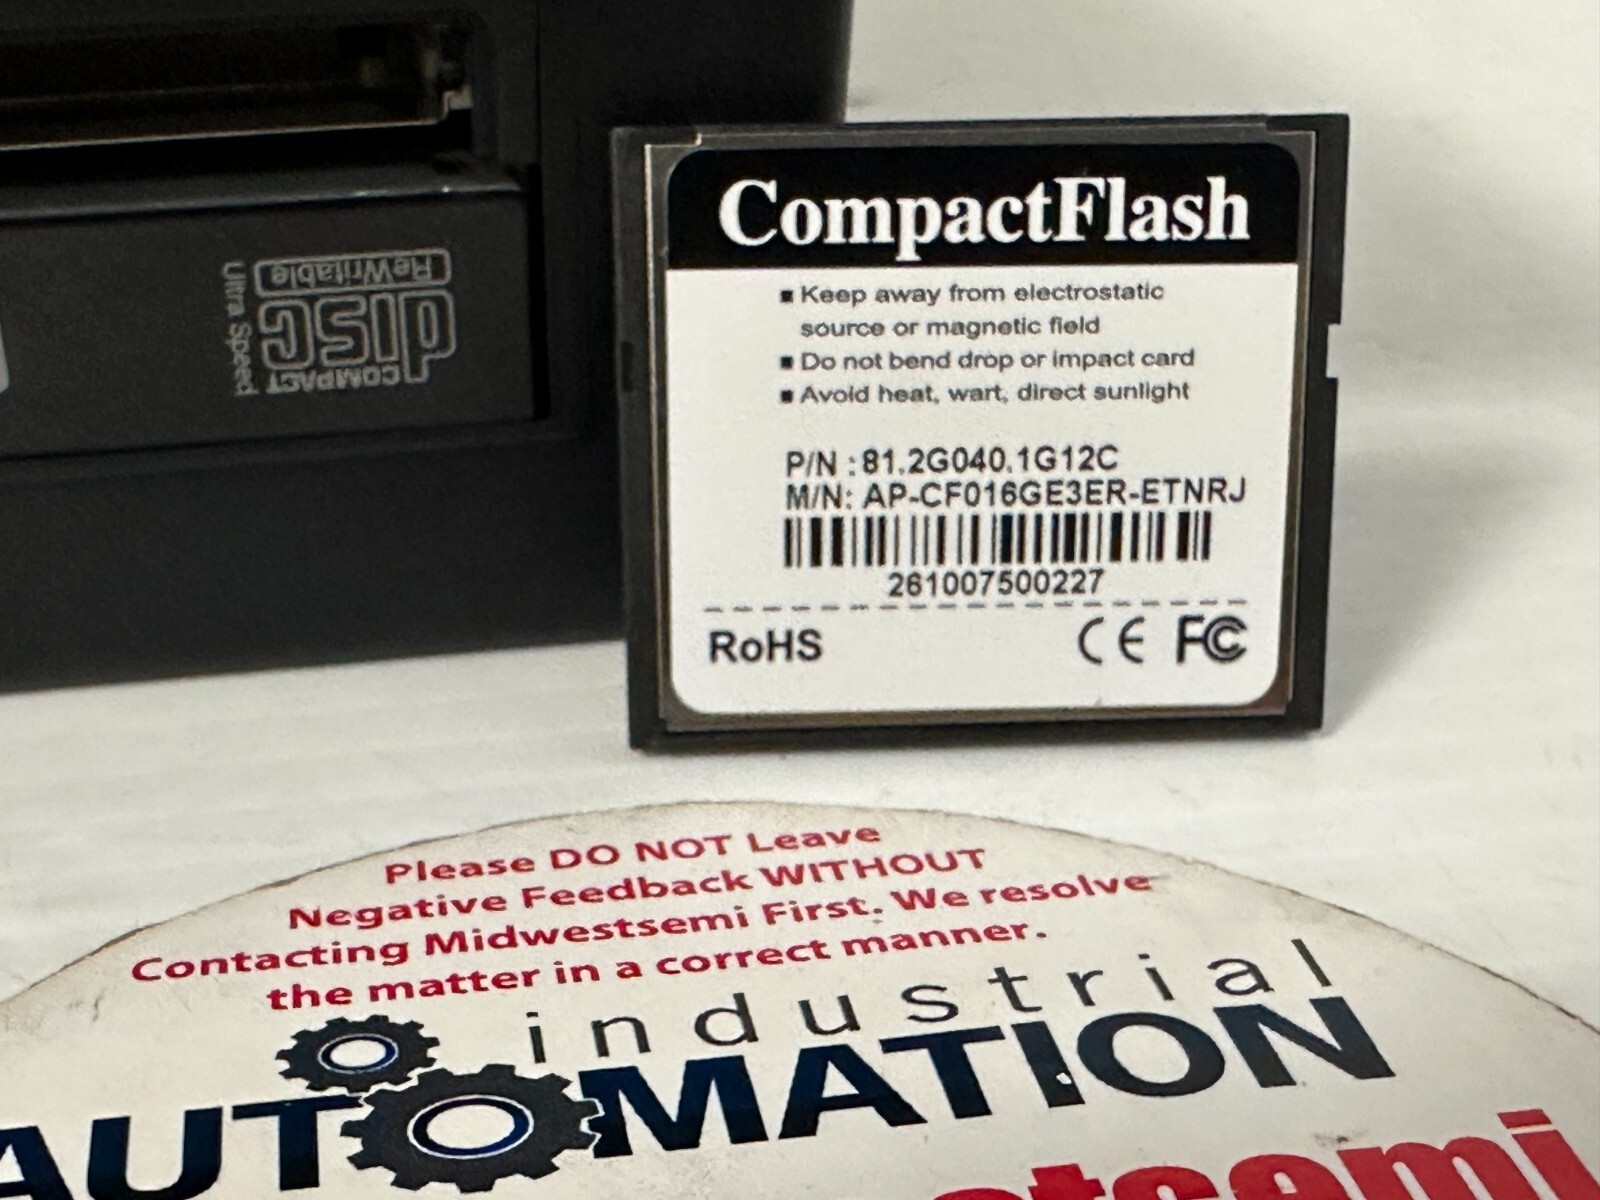 COMPACT
disc
ReWritable
Ultra Speed
CompactFlash
■ Keep away from electrostatic
source or magnetic field
■ Do not bend drop or impact card
■ Avoid heat, wart, direct sunlight
P/N : 81.2G040.1G12C
M/N: AP-CF016GE3ER-ETNRJ
261007500227
RoHS CE FC
Please DO NOT Leave
Negative Feedback WITHOUT
Contacting Midwestsemi First. We resolve
the matter in a correct manner.
industrial
AUTOMATION
stsemi